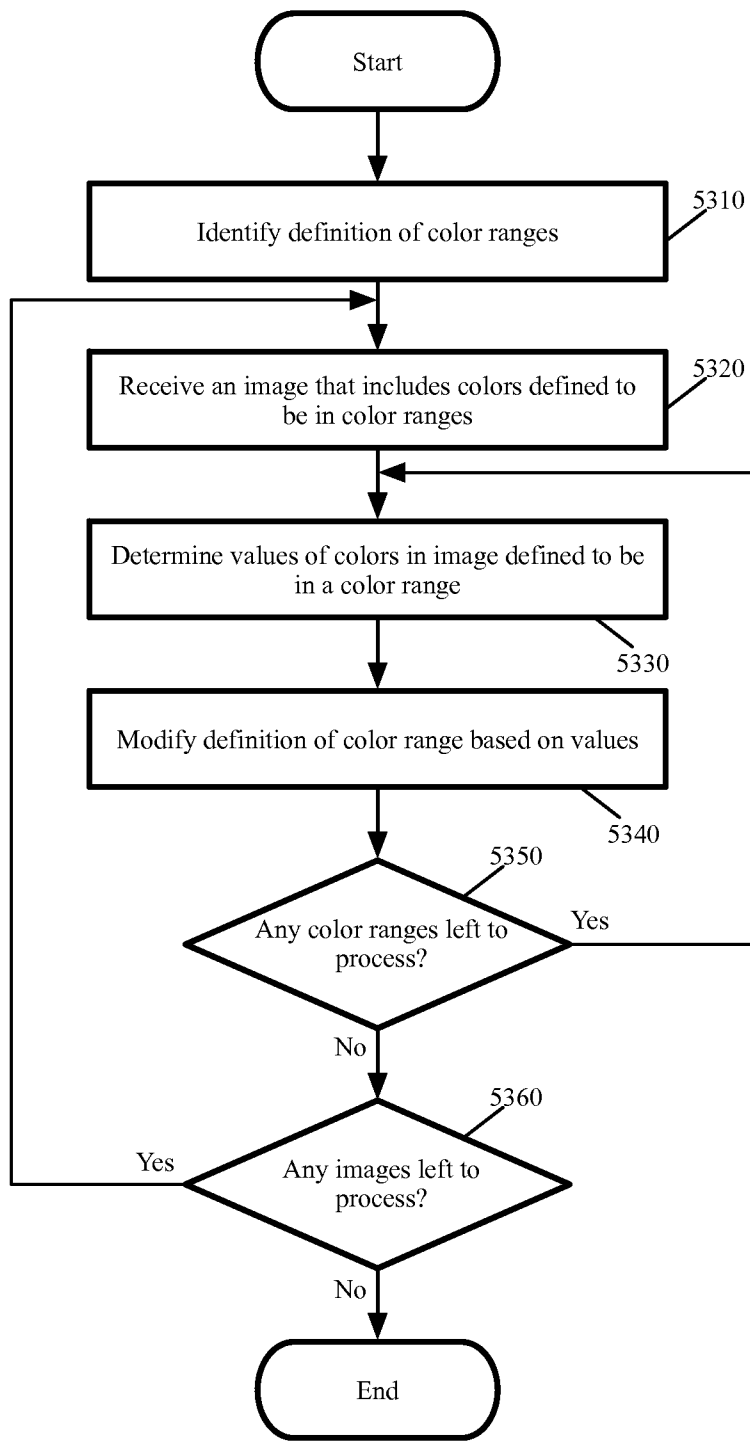 Start
Identify definition of color ranges
5310
Receive an image that includes colors defined to
be in color ranges
5320
Determine values of colors in image defined to be
in a color range
5330
Modify definition of color range based on values
5340
5350
Any color ranges left to
process?
Yes
No
5360
Any images left to
process?
Yes
No
End